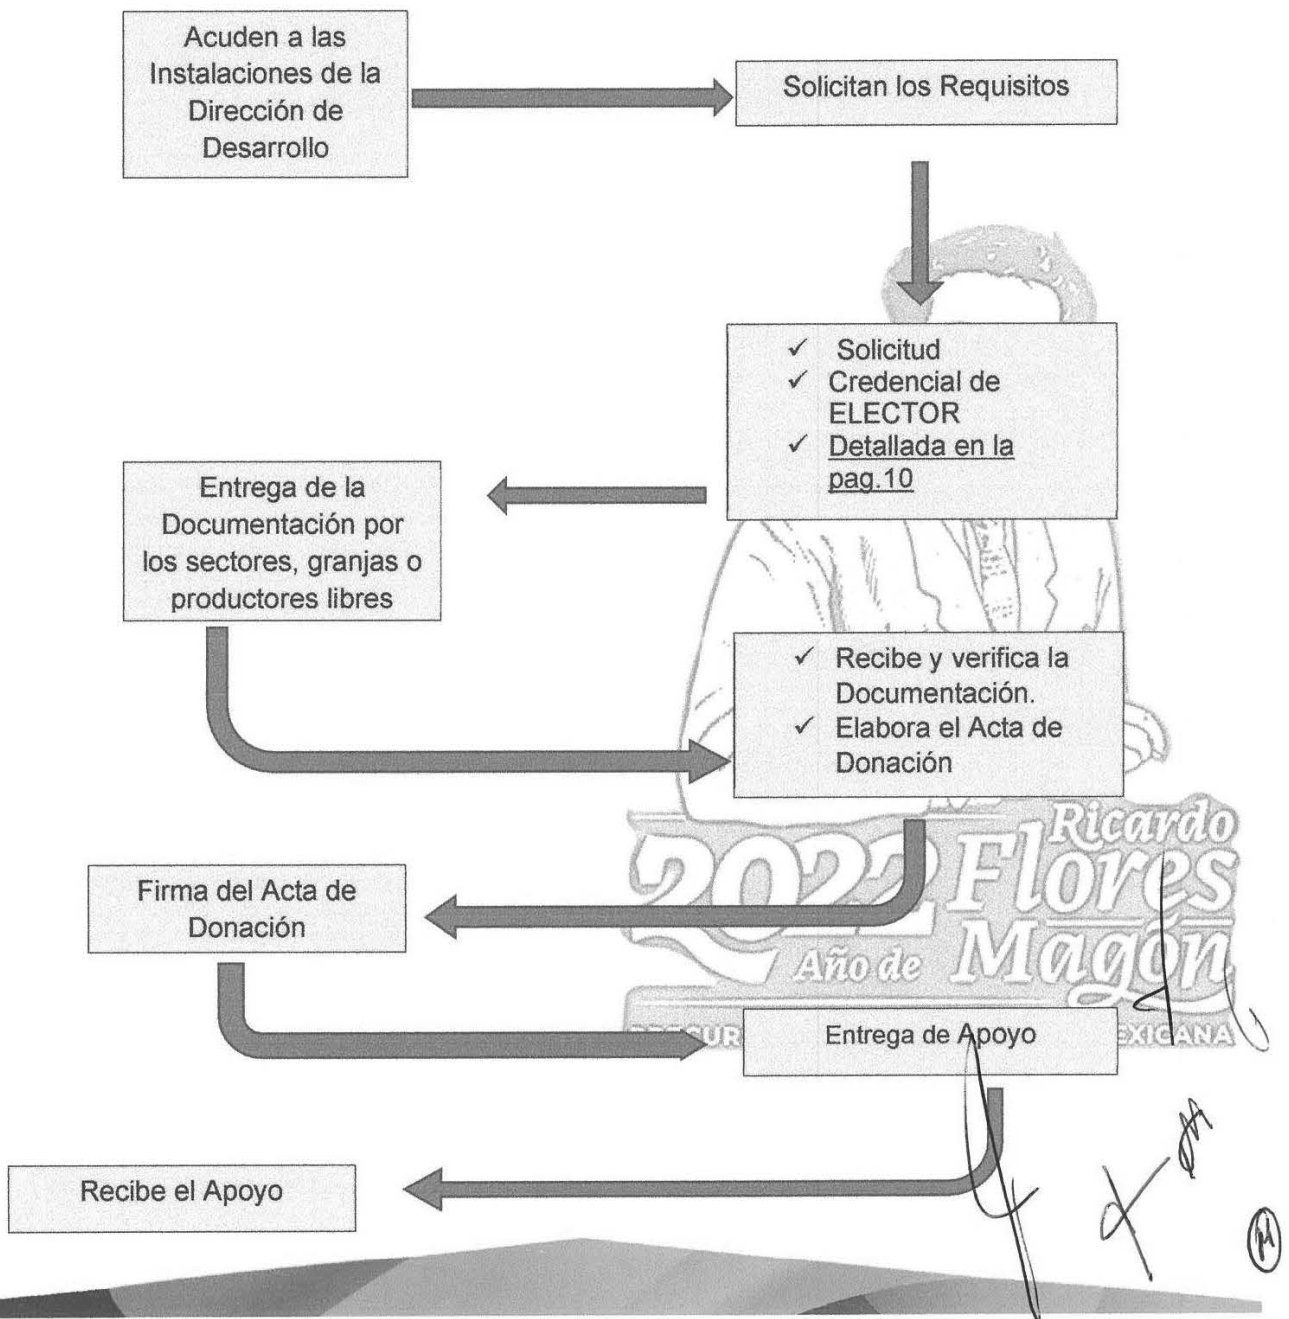 Acuden a las
Instalaciones de la
Dirección de
Desarrollo
Solicitan los Requisitos
✓ Solicitud
✓ Credencial de
ELECTOR
✓ Detallada en la
pag.10
Entrega de la
Documentación por
los sectores, granjas o
productores libres
✓ Recibe y verifica la
Documentación.
✓ Elabora el Acta de
Donación
Ricardo
2022 Flores
Año de Magón
Firma del Acta de
Donación
Entrega de Apoyo
Recibe el Apoyo